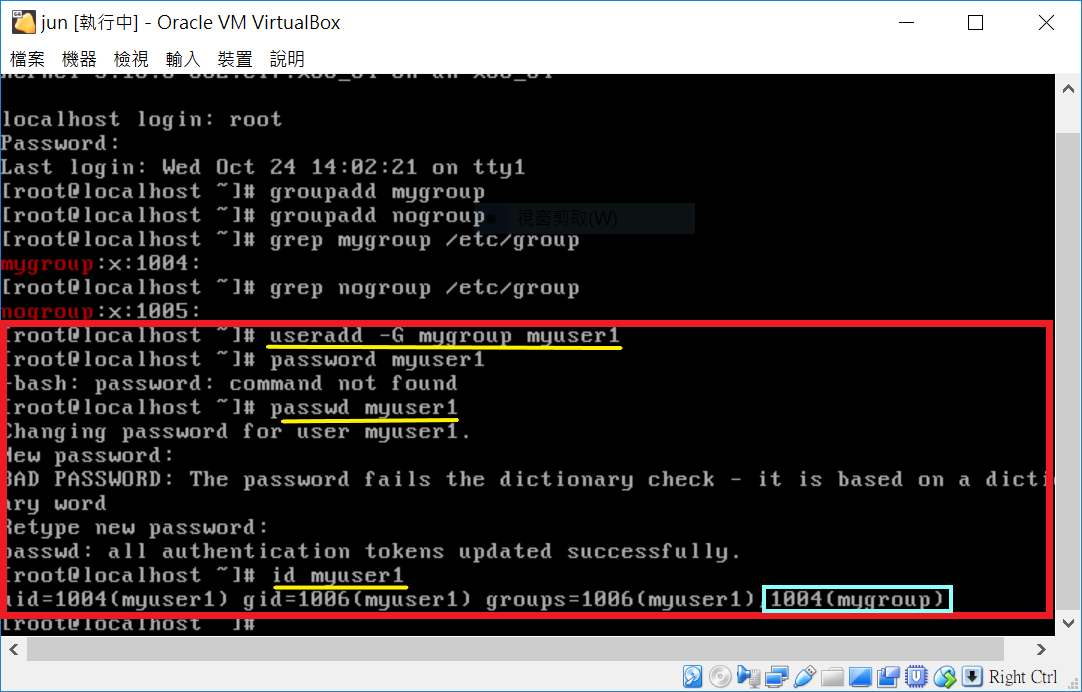 jun [執行中] - Oracle VM VirtualBox
檔案 機器 檢視 輸入 裝置 說明
localhost login: root
Password:
Last login: Wed Oct 24 14:02:21 on tty1
[root@localhost ~]# groupadd mygroup
[root@localhost ~]# groupadd nogroup
視窗剪取(W)
[root@localhost ~]# grep mygroup /etc/group
mygroup:x:1004:
[root@localhost ~]# grep nogroup /etc/group
nogroup:x:1005:
[root@localhost ~]# useradd -G mygroup myuser1
[root@localhost ~]# password myuser1
-bash: password: command not found
[root@localhost ~]# passwd myuser1
Changing password for user myuser1.
New password:
BAD PASSWORD: The password fails the dictionary check - it is based on a dicti
ary word
Retype new password:
passwd: all authentication tokens updated successfully.
[root@localhost ~]# id myuser1
uid=1004(myuser1) gid=1006(myuser1) groups=1006(myuser1),1004(mygroup)
[root@localhost ~]#
Right Ctrl